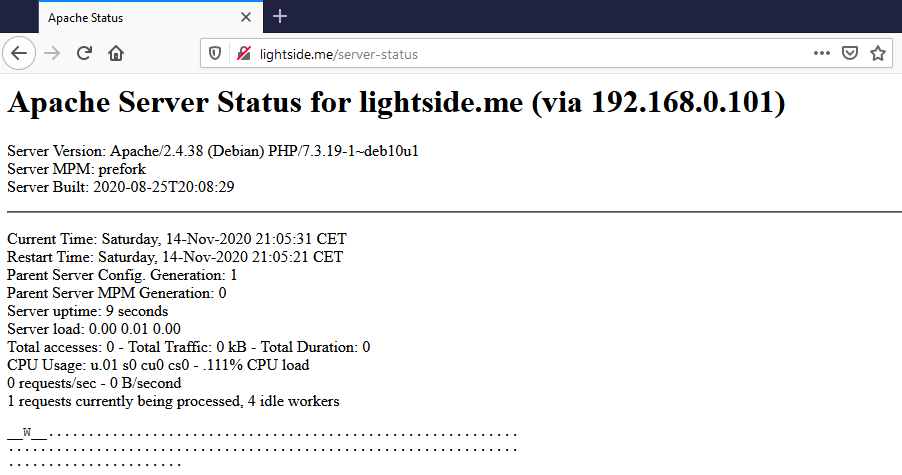 Apache Status
lightside.me/server-status
Apache Server Status for lightside.me (via 192.168.0.101)
Server Version: Apache/2.4.38 (Debian) PHP/7.3.19-1~deb10u1
Server MPM: prefork
Server Built: 2020-08-25T20:08:29
Current Time: Saturday, 14-Nov-2020 21:05:31 CET
Restart Time: Saturday, 14-Nov-2020 21:05:21 CET
Parent Server Config. Generation: 1
Parent Server MPM Generation: 0
Server uptime: 9 seconds
Server load: 0.00 0.01 0.00
Total accesses: 0 - Total Traffic: 0 kB - Total Duration: 0
CPU Usage: u.01 s0 cu0 cs0 - .111% CPU load
0 requests/sec - 0 B/second
1 requests currently being processed, 4 idle workers
__W__...........................................................
................................................................
......................